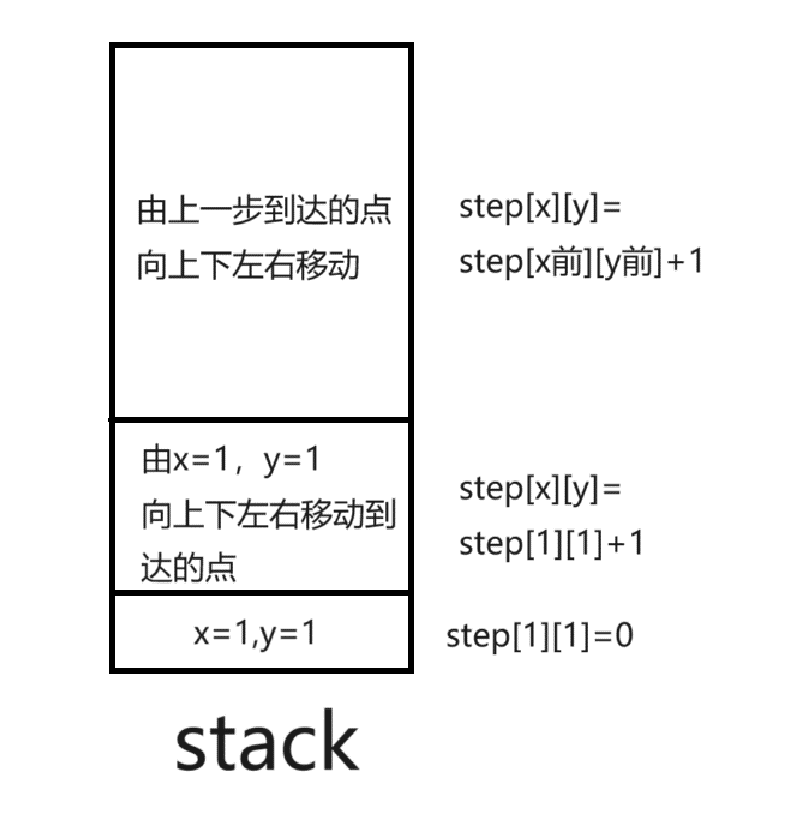 由上一步到达的点
向上下左右移动
step[x][y]=
step[x前][y前]+1
由x=1，y=1
向上下左右移动到
达的点
step[x][y]=
step[1][1]+1
x=1,y=1
step[1][1]=0
stack